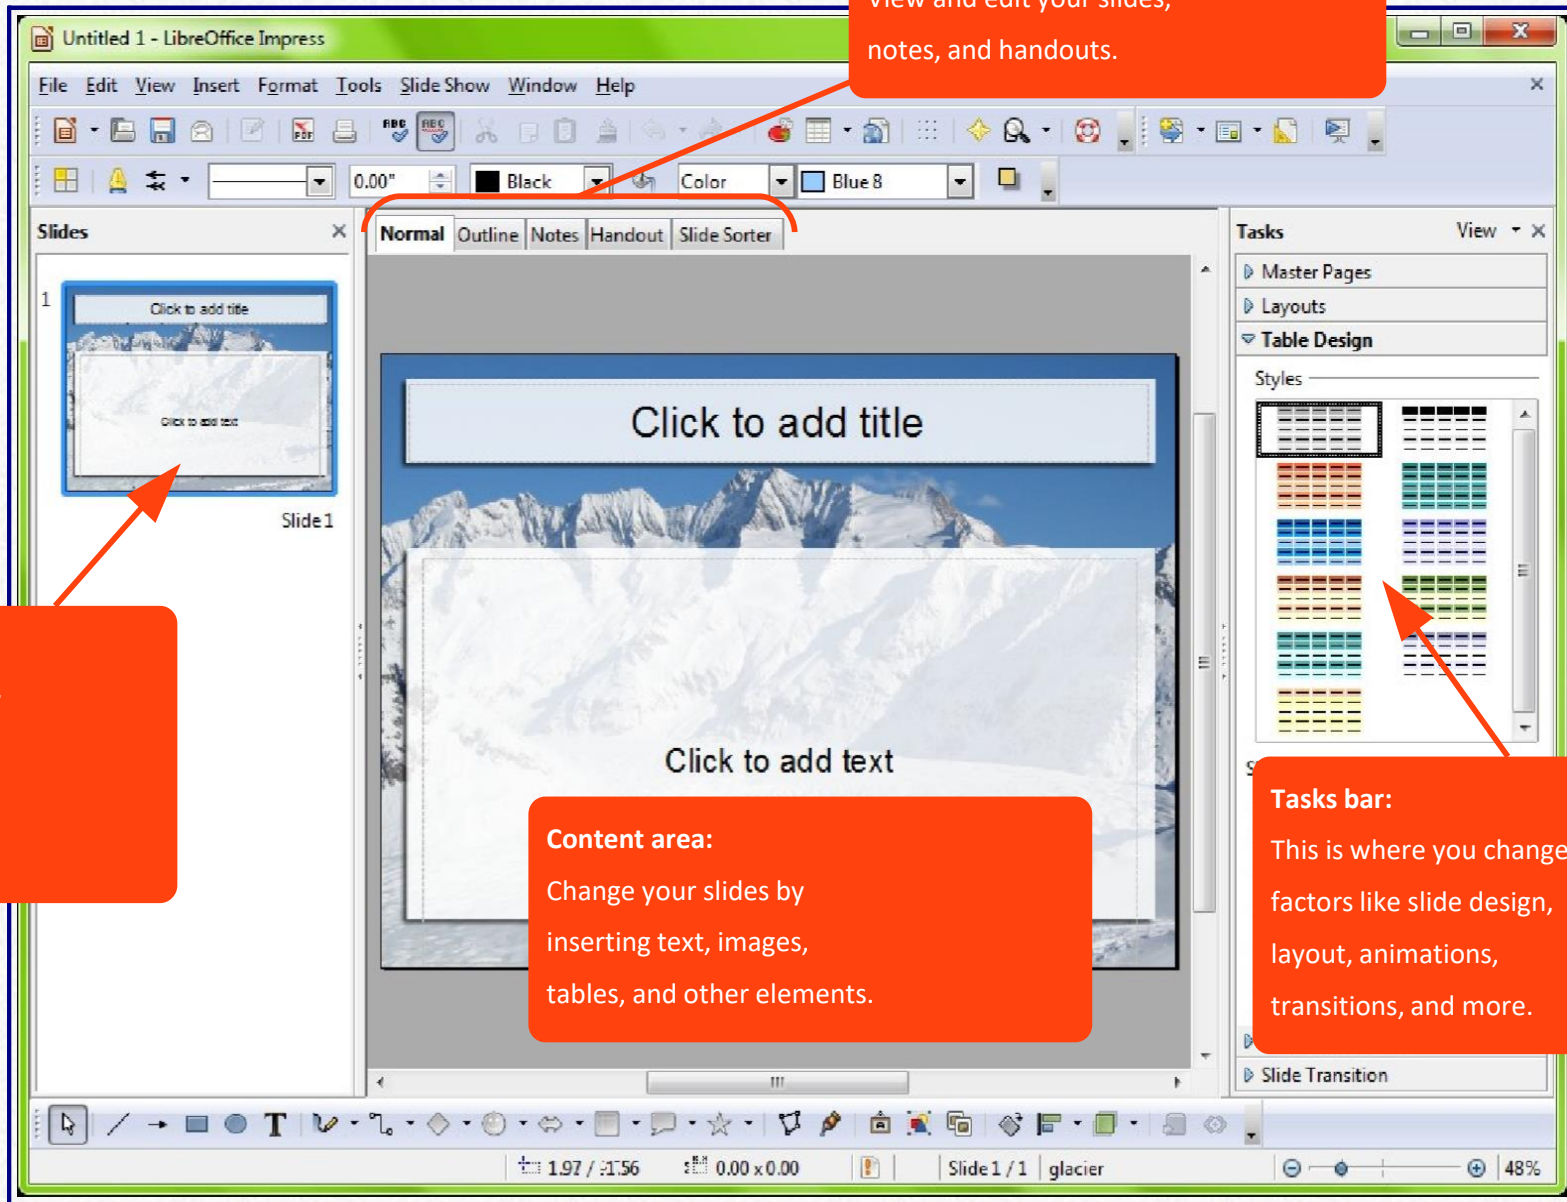 View and edit your slides,
notes, and handouts.
Untitled 1 - LibreOffice Impress
File Edit View Insert Format Tools Slide Show Window Help
0.00" Black Color Blue 8
Slides
Normal Outline Notes Handout Slide Sorter
Tasks View
Master Pages
Layouts
Table Design
Styles
1
Click to add title
Click to add text
Slide 1
Click to add title
Click to add text
Content area:
Change your slides by
inserting text, images,
tables, and other elements.
Tasks bar:
This is where you change
factors like slide design,
layout, animations,
transitions, and more.
Slide Transition
0.00 x 0.00 Slide 1 / 1 glacier 48%